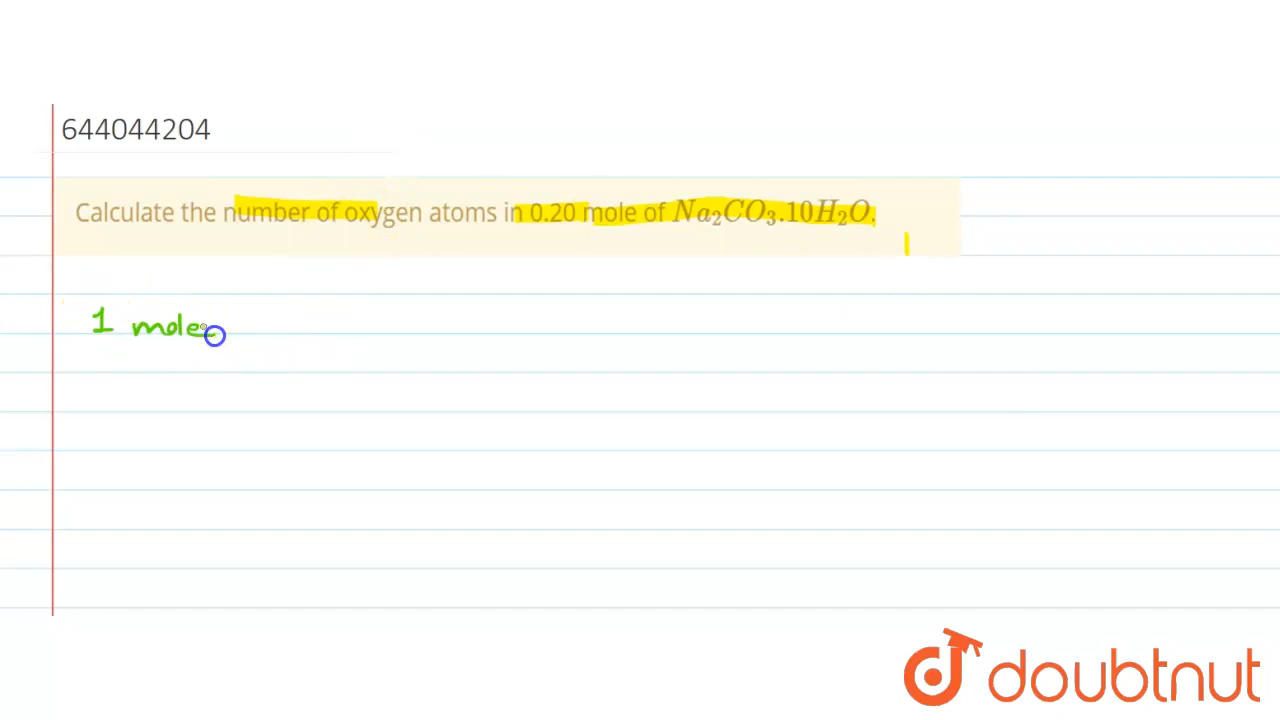 644044204
Calculate the number of oxygen atoms in 0.20 mole of Na₂CO₃.10H₂O.
1 mole
doubtnut